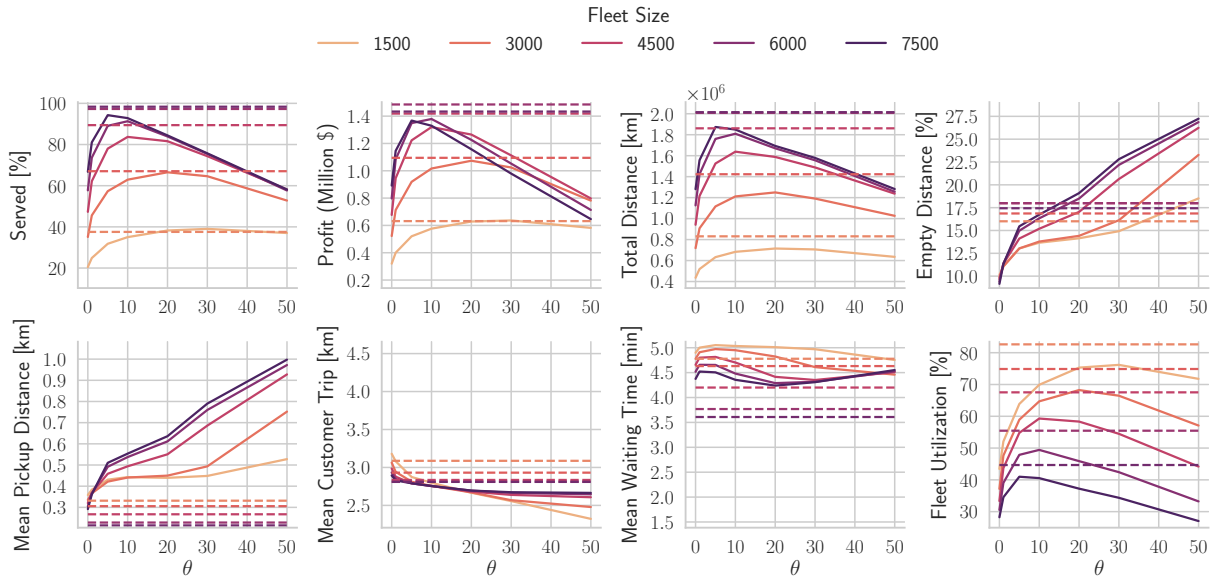 Fleet Size
1500 3000 4500 6000 7500
Served [%]
100
80
60
40
20
0 10 20 30 40 50
Profit (Million $)
1.4
1.2
1.0
0.8
0.6
0.4
0.2
0 10 20 30 40 50
Total Distance [km]
×10⁶
2.0
1.8
1.6
1.4
1.2
1.0
0.8
0.6
0.4
0 10 20 30 40 50
Empty Distance [%]
27.5
25.0
22.5
20.0
17.5
15.0
12.5
10.0
0 10 20 30 40 50
Mean Pickup Distance [km]
1.0
0.9
0.8
0.7
0.6
0.5
0.4
0.3
0 10 20 30 40 50
θ
Mean Customer Trip [km]
4.5
4.0
3.5
3.0
2.5
0 10 20 30 40 50
θ
Mean Waiting Time [min]
5.0
4.5
4.0
3.5
3.0
2.5
2.0
1.5
0 10 20 30 40 50
θ
Fleet Utilization [%]
80
70
60
50
40
30
0 10 20 30 40 50
θ